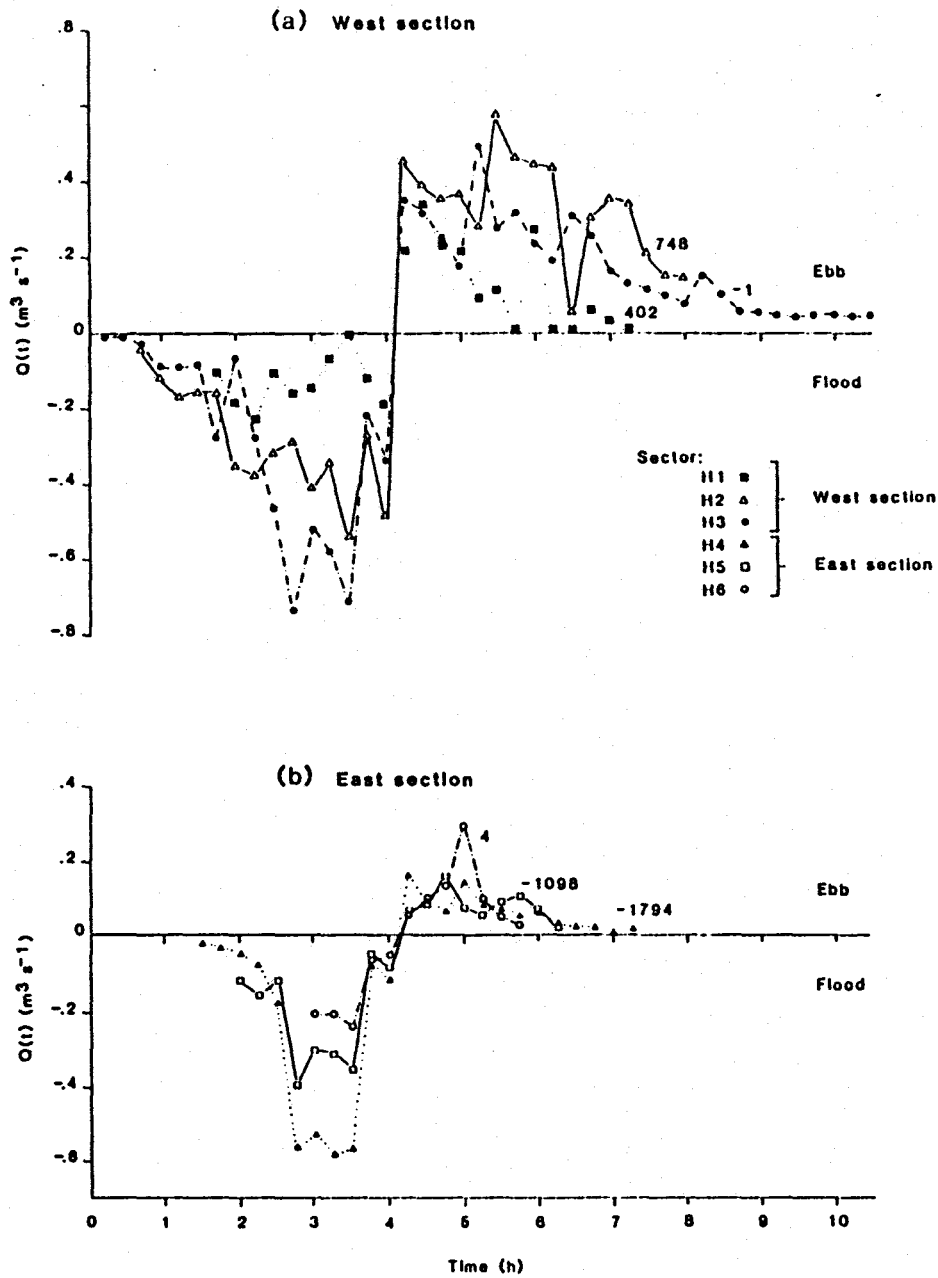 (a) West section
.8
.4
.2
0
-.2
-.4
-.6
-.8
Q(t) (m³ s⁻¹)
748
-1
402
Ebb
Flood
Sector:
H1
H2
H3
H4
H5
H6
West section
East section
(b) East section
.4
.2
0
-.2
-.4
-.6
Q(t) (m³ s⁻¹)
4
-1098
-1794
Ebb
Flood
0 1 2 3 4 5 6 7 8 9 10
Time (h)